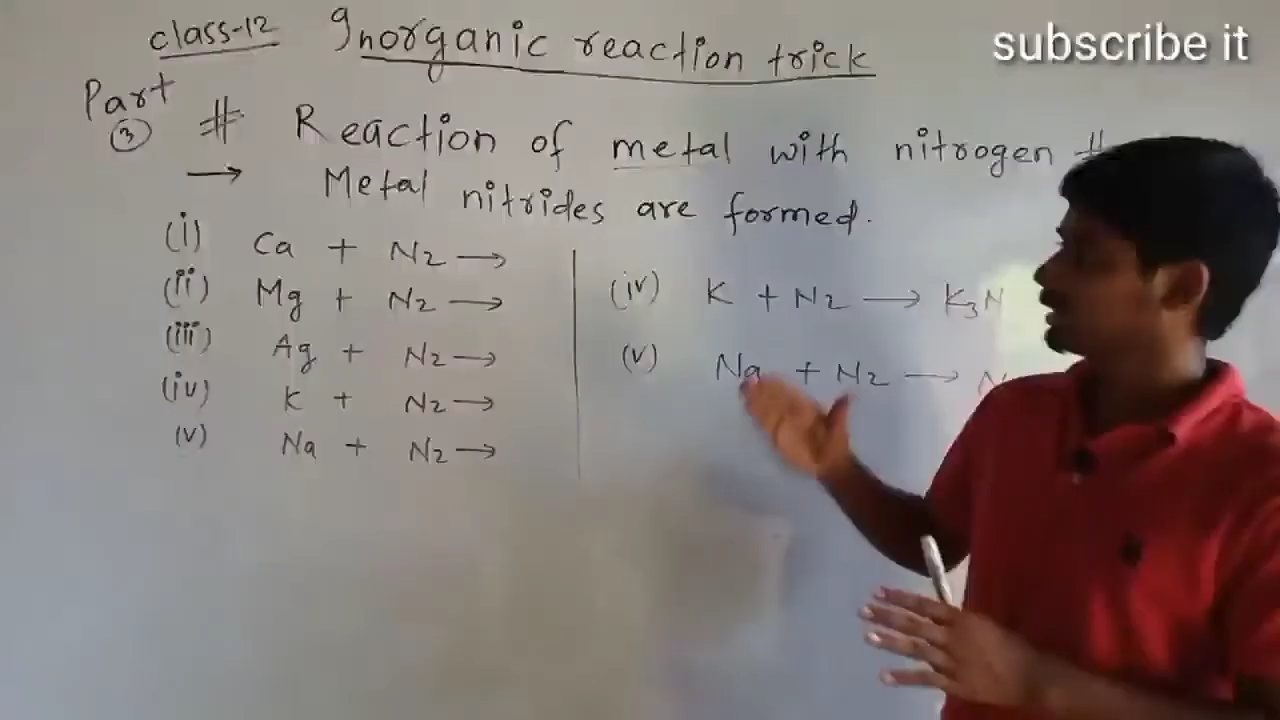 class-12 Inorganic reaction trick
subscribe it
Part 3
# Reaction of metal with nitrogen #
→ Metal nitrides are formed.
(i) Ca + N2 →
(ii) Mg + N2 →
(iii) Ag + N2 →
(iv) K + N2 →
(v) Na + N2 →
(iv) K + N2 → K3N
(v) Na + N2 → N